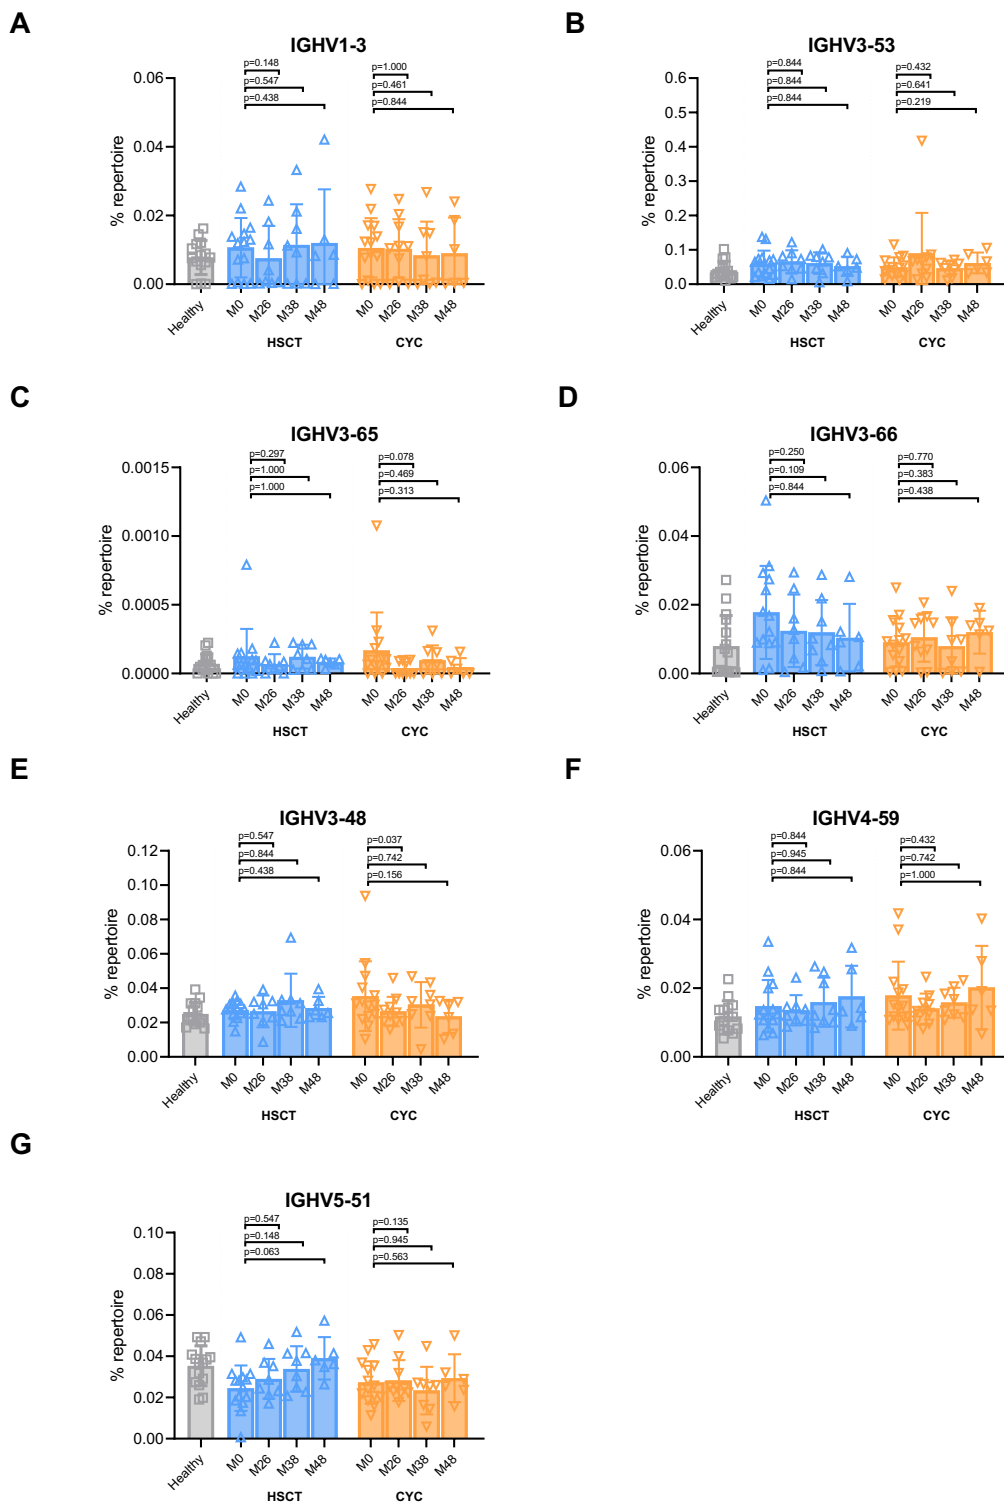 A
IGHV1-3
p=0.148
p=0.547
p=0.438
p=1.000
p=0.461
p=0.844
% repertoire
0.06
0.04
0.02
0.00
Healthy
M0
M26
M38
M48
M0
M26
M38
M48
HSCT
CYC
B
IGHV3-53
p=0.844
p=0.844
p=0.844
p=0.432
p=0.641
p=0.219
% repertoire
0.6
0.5
0.4
0.3
0.2
0.1
0.0
Healthy
M0
M26
M38
M48
M0
M26
M38
M48
HSCT
CYC
C
IGHV3-65
p=0.297
p=1.000
p=1.000
p=0.078
p=0.469
p=0.313
% repertoire
0.0015
0.0010
0.0005
0.0000
Healthy
M0
M26
M38
M48
M0
M26
M38
M48
HSCT
CYC
D
IGHV3-66
p=0.250
p=0.109
p=0.844
p=0.770
p=0.383
p=0.438
% repertoire
0.06
0.04
0.02
0.00
Healthy
M0
M26
M38
M48
M0
M26
M38
M48
HSCT
CYC
E
IGHV3-48
p=0.547
p=0.844
p=0.438
p=0.037
p=0.742
p=0.156
% repertoire
0.12
0.10
0.08
0.06
0.04
0.02
0.00
Healthy
M0
M26
M38
M48
M0
M26
M38
M48
HSCT
CYC
F
IGHV4-59
p=0.844
p=0.945
p=0.844
p=0.432
p=0.742
p=1.000
% repertoire
0.06
0.04
0.02
0.00
Healthy
M0
M26
M38
M48
M0
M26
M38
M48
HSCT
CYC
G
IGHV5-51
p=0.547
p=0.148
p=0.063
p=0.135
p=0.945
p=0.563
% repertoire
0.10
0.08
0.06
0.04
0.02
0.00
Healthy
M0
M26
M38
M48
M0
M26
M38
M48
HSCT
CYC